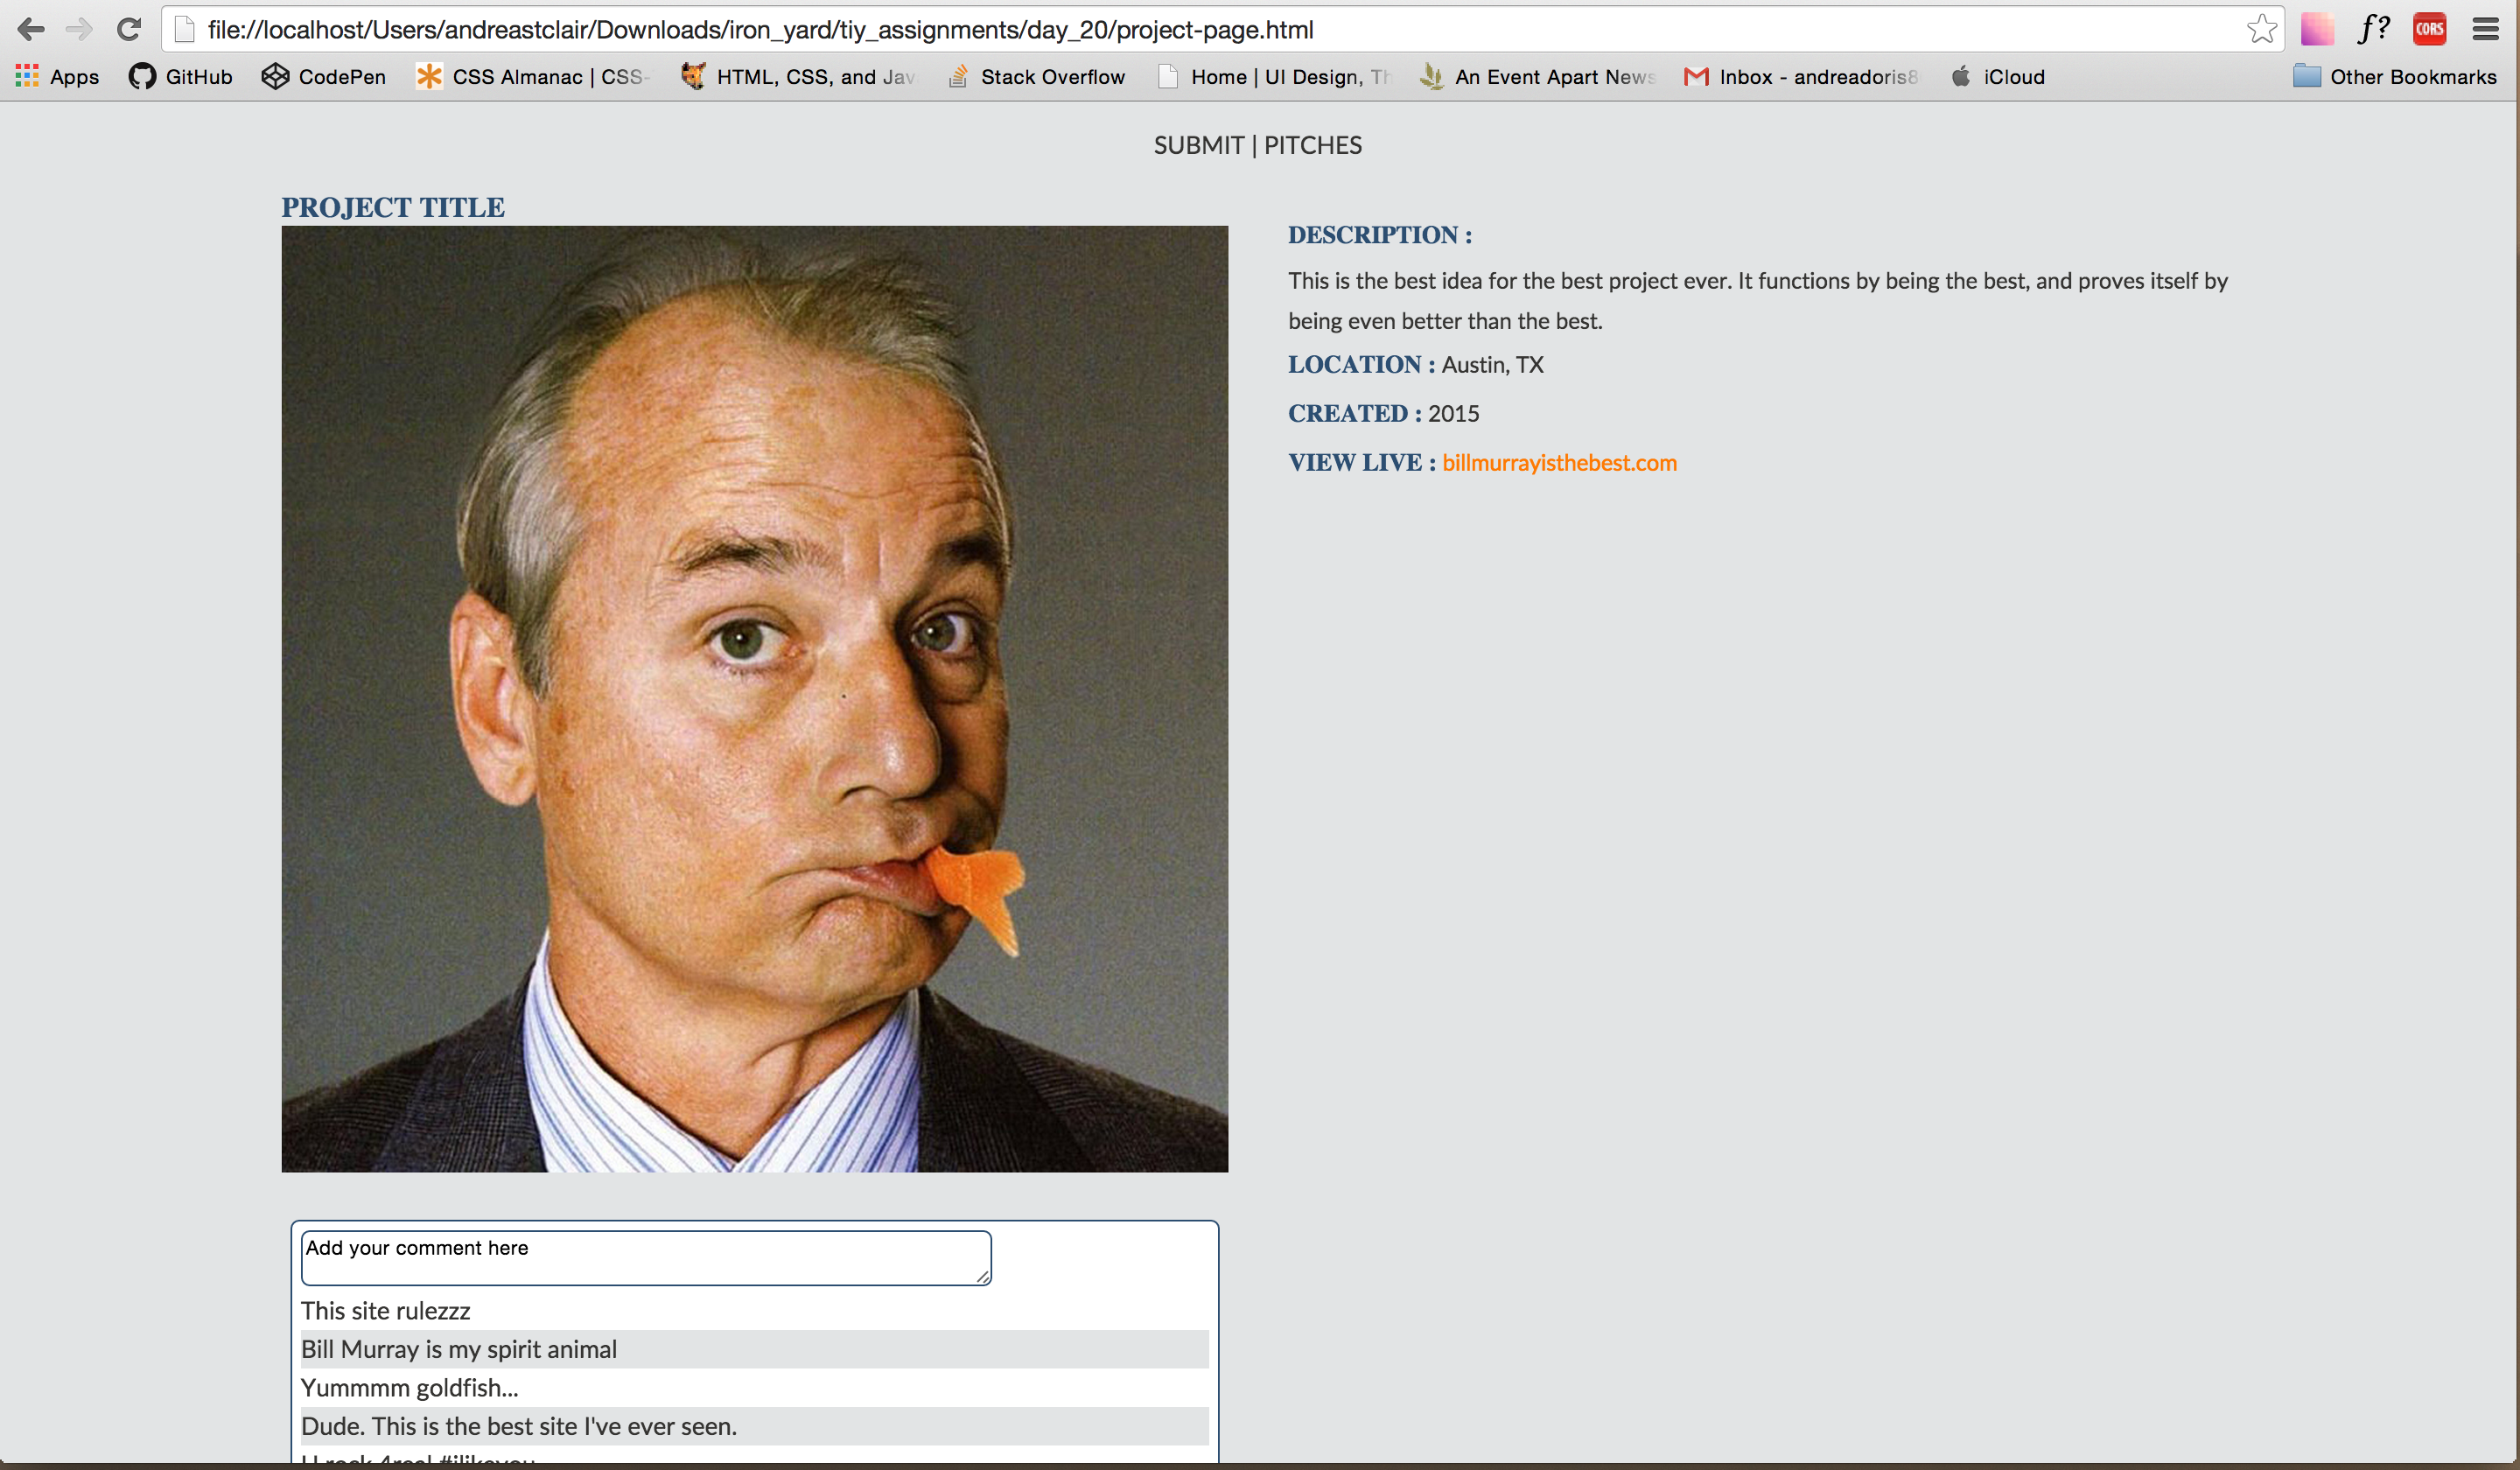 file://localhost/Users/andreastclair/Downloads/iron_yard/tiy_assignments/day_20/project-page.html
f?
CORS
Apps
GitHub
CodePen
CSS Almanac | CSS-
HTML, CSS, and Jav
Stack Overflow
Home | UI Design, Th
An Event Apart News
Inbox - andreadoris8
iCloud
Other Bookmarks
SUBMIT | PITCHES
PROJECT TITLE
DESCRIPTION :
This is the best idea for the best project ever. It functions by being the best, and proves itself by
being even better than the best.
LOCATION : Austin, TX
CREATED : 2015
VIEW LIVE : billmurrayisthebest.com
Add your comment here
This site rulezzz
Bill Murray is my spirit animal
Yummmm goldfish...
Dude. This is the best site I've ever seen.
U rock 4real #ilikeyou